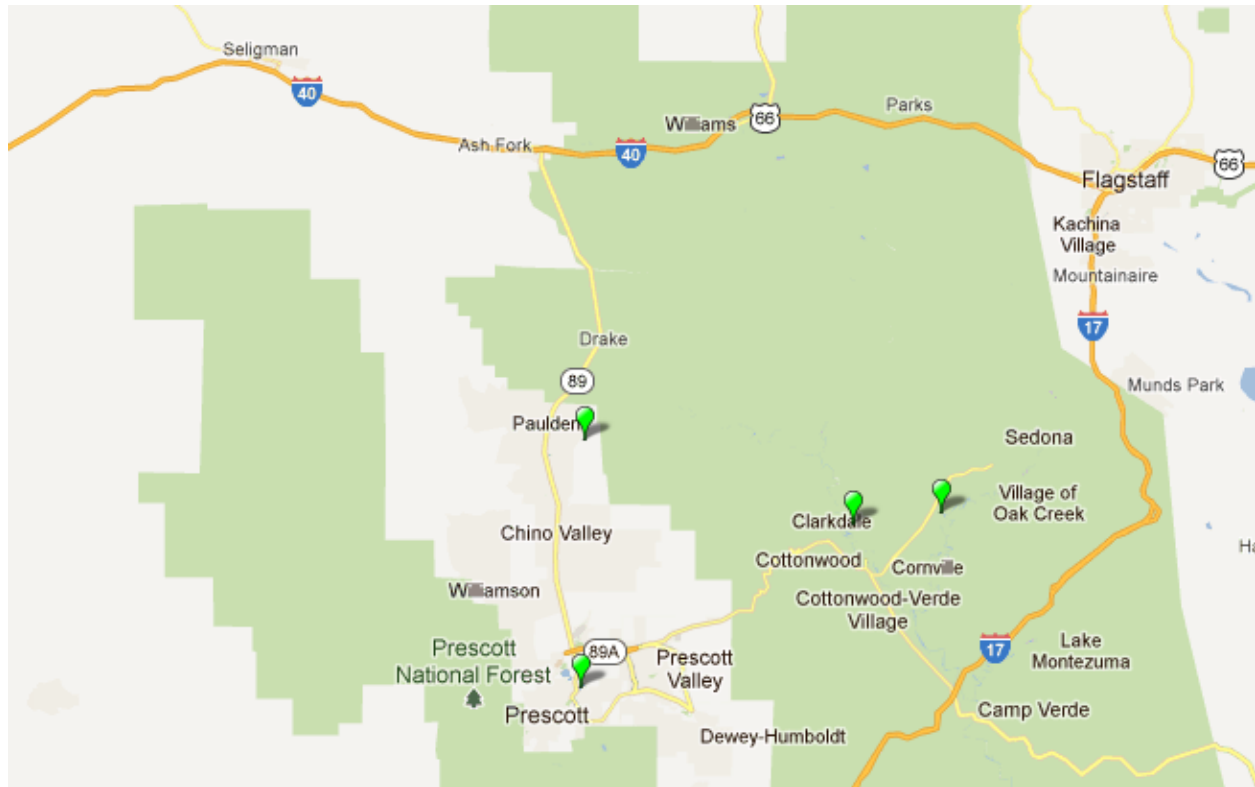 Seligman
40
Ash Fork
40
Williams
66
Parks
66
Flagstaff
Kachina
Village
Mountainaire
17
Drake
89
Munds Park
Paulden
Sedona
Village of
Oak Creek
Clarkdale
Chino Valley
Ha
Cottonwood
Cornville
Williamson
Cottonwood-Verde
Village
Prescott
National Forest
89A
Prescott
Valley
17
Lake
Montezuma
Prescott
Camp Verde
Dewey-Humboldt